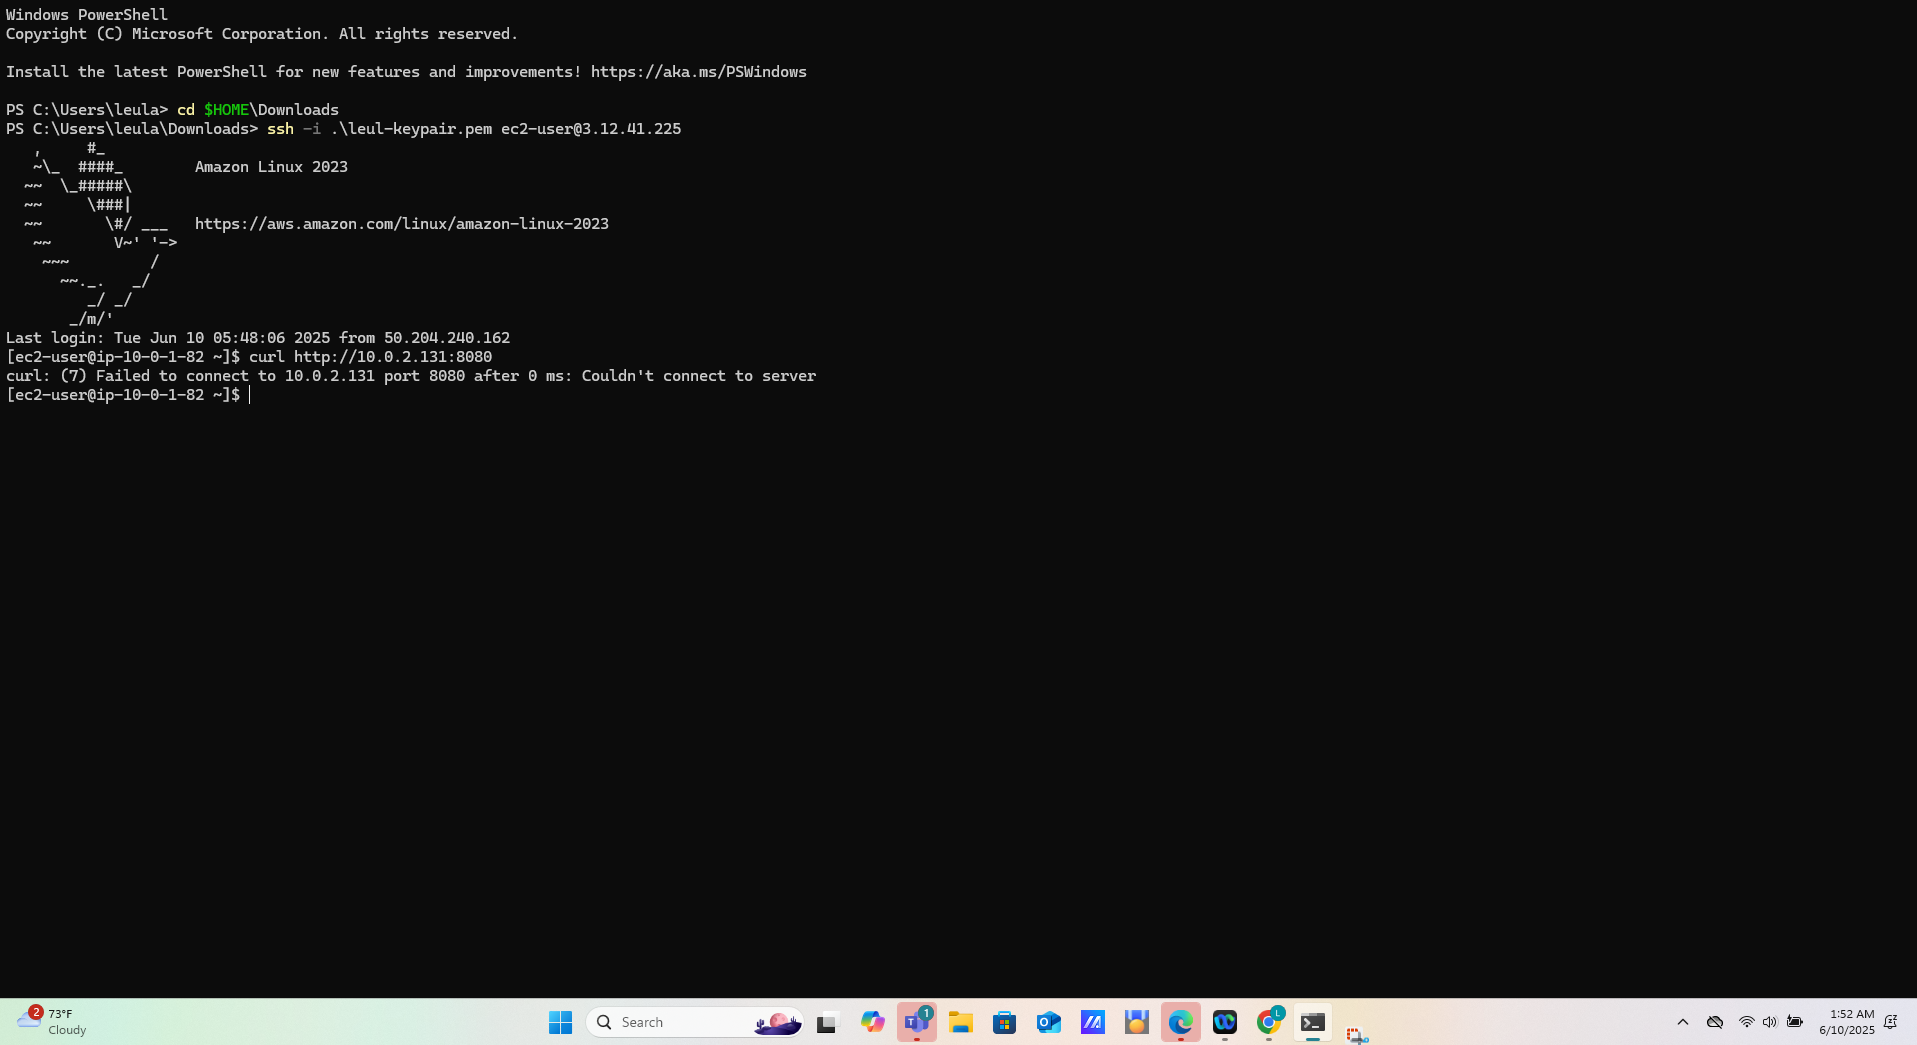 Windows PowerShell
Copyright (C) Microsoft Corporation. All rights reserved.
Install the latest PowerShell for new features and improvements! https://aka.ms/PSWindows
PS C:\Users\leula> cd $HOME\Downloads
PS C:\Users\leula\Downloads> ssh -i .\leul-keypair.pem ec2-user@3.12.41.225
   ,     #_
   ~\_  ####_        Amazon Linux 2023
  ~~  \_#####\
  ~~     \###|
  ~~       \#/ ___   https://aws.amazon.com/linux/amazon-linux-2023
   ~~       V~' '->
    ~~~         /
      ~~._.   _/
         _/ _/
       _/m/'
Last login: Tue Jun 10 05:48:06 2025 from 50.204.240.162
[ec2-user@ip-10-0-1-82 ~]$ curl http://10.0.2.131:8080
curl: (7) Failed to connect to 10.0.2.131 port 8080 after 0 ms: Couldn't connect to server
[ec2-user@ip-10-0-1-82 ~]$
2
73°F
Cloudy
Search
1
L
1:52 AM
6/10/2025